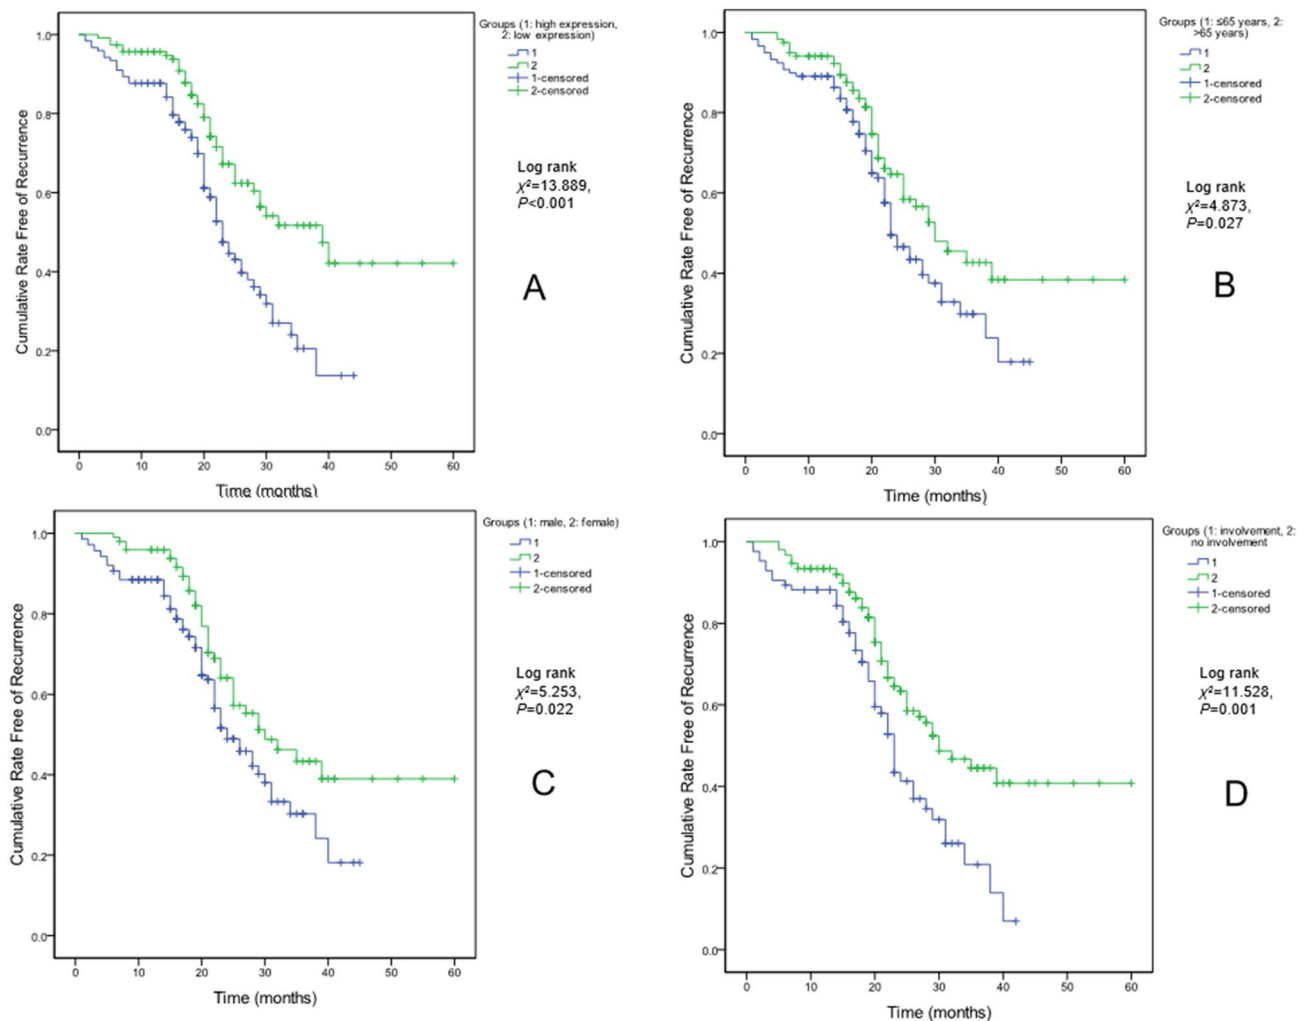 Groups (1: high expression,
2: low expression)
1
2
1-censored
2-censored
Log rank
χ²=13.889,
P<0.001
A
Cumulative Rate Free of Recurrence
1.0
0.8
0.6
0.4
0.2
0.0
0 10 20 30 40 50 60
Time (months)
Groups (1: ≤65 years, 2:
>65 years)
1
2
1-censored
2-censored
Log rank
χ²=4.873,
P=0.027
B
Cumulative Rate Free of Recurrence
1.0
0.8
0.6
0.4
0.2
0.0
0 10 20 30 40 50 60
Time (months)
Groups (1: male, 2: female)
1
2
1-censored
2-censored
Log rank
χ²=5.253,
P=0.022
C
Cumulative Rate Free of Recurrence
1.0
0.8
0.6
0.4
0.2
0.0
0 10 20 30 40 50 60
Time (months)
Groups (1: involvement, 2:
no involvement
1
2
1-censored
2-censored
Log rank
χ²=11.528,
P=0.001
D
Cumulative Rate Free of Recurrence
1.0
0.8
0.6
0.4
0.2
0.0
0 10 20 30 40 50 60
Time (months)